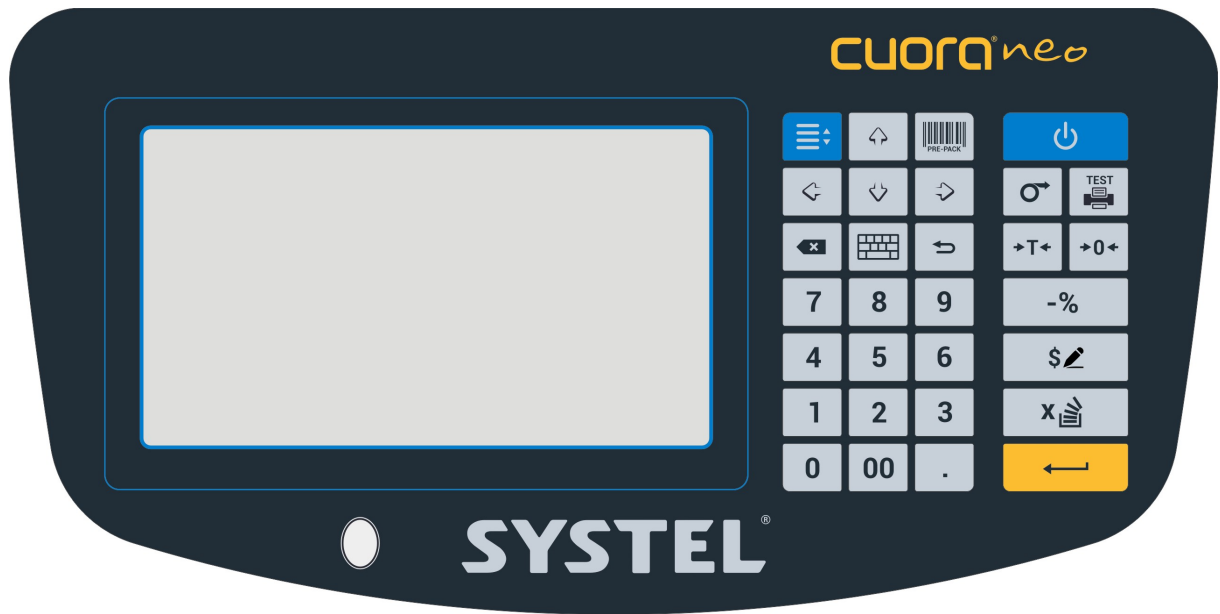 cuora® neo
PRE-PACK
TEST
T
0
7 8 9
-%
4 5 6
$
1 2 3
x
0 00 .
SYSTEL®